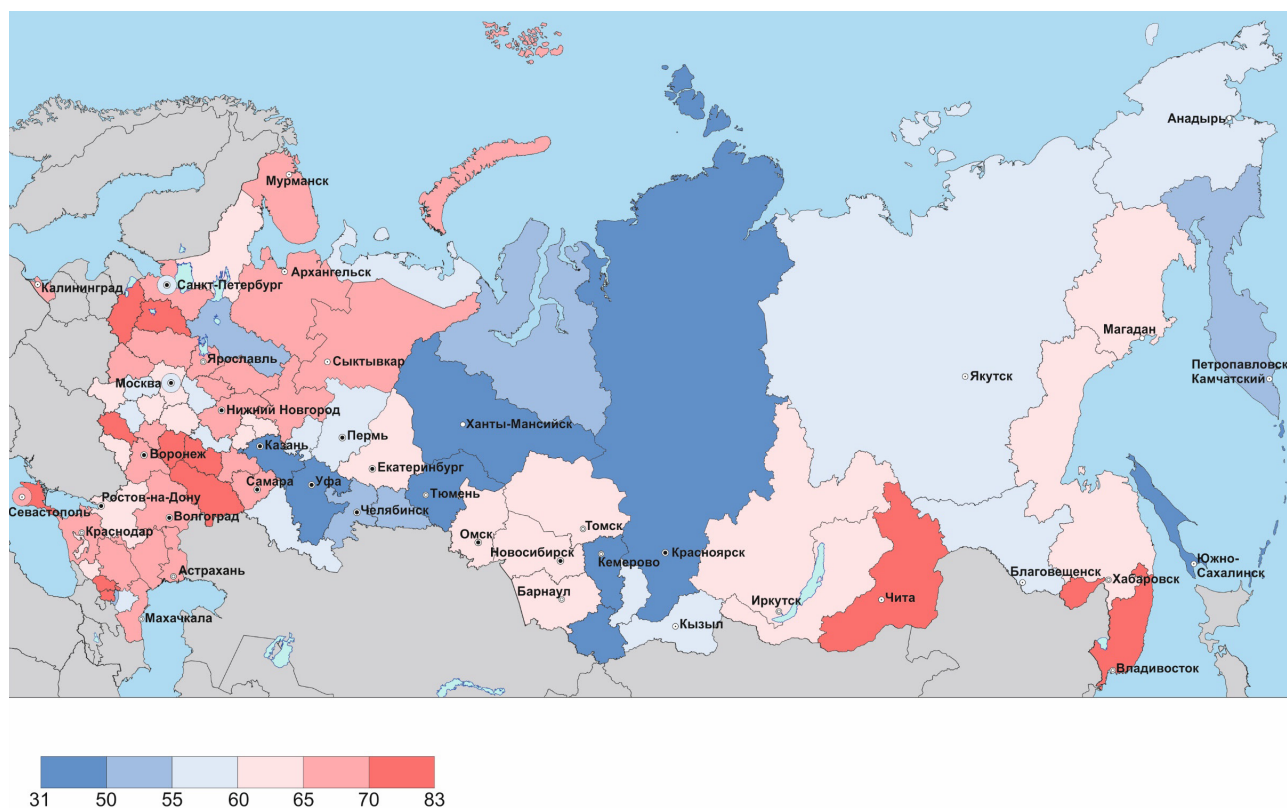 Анадырь
Мурманск
Архангельск
Санкт-Петербург
Калининград
Магадан
Ярославль
Сыктывкар
Петропавловск
Камчатский
Якутск
Москва
Нижний Новгород
Ханты-Мансийск
Пермь
Казань
Воронеж
Екатеринбург
Самара
Уфа
Тюмень
Ростов-на-Дону
Севастополь
Волгоград
Челябинск
Краснодар
Томск
Омск
Новосибирск
Красноярск
Кемерово
Южно-
Сахалинск
Астрахань
Благовещенск
Хабаровск
Барнаул
Иркутск
Чита
Махачкала
Кызыл
Владивосток
31 50 55 60 65 70 83